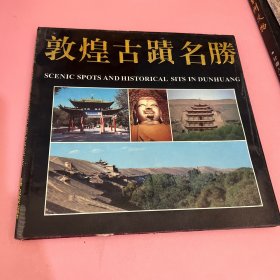 敦煌古蹟名勝
SCENIC SPOTS AND HISTORICAL SITS IN DUNHUANG